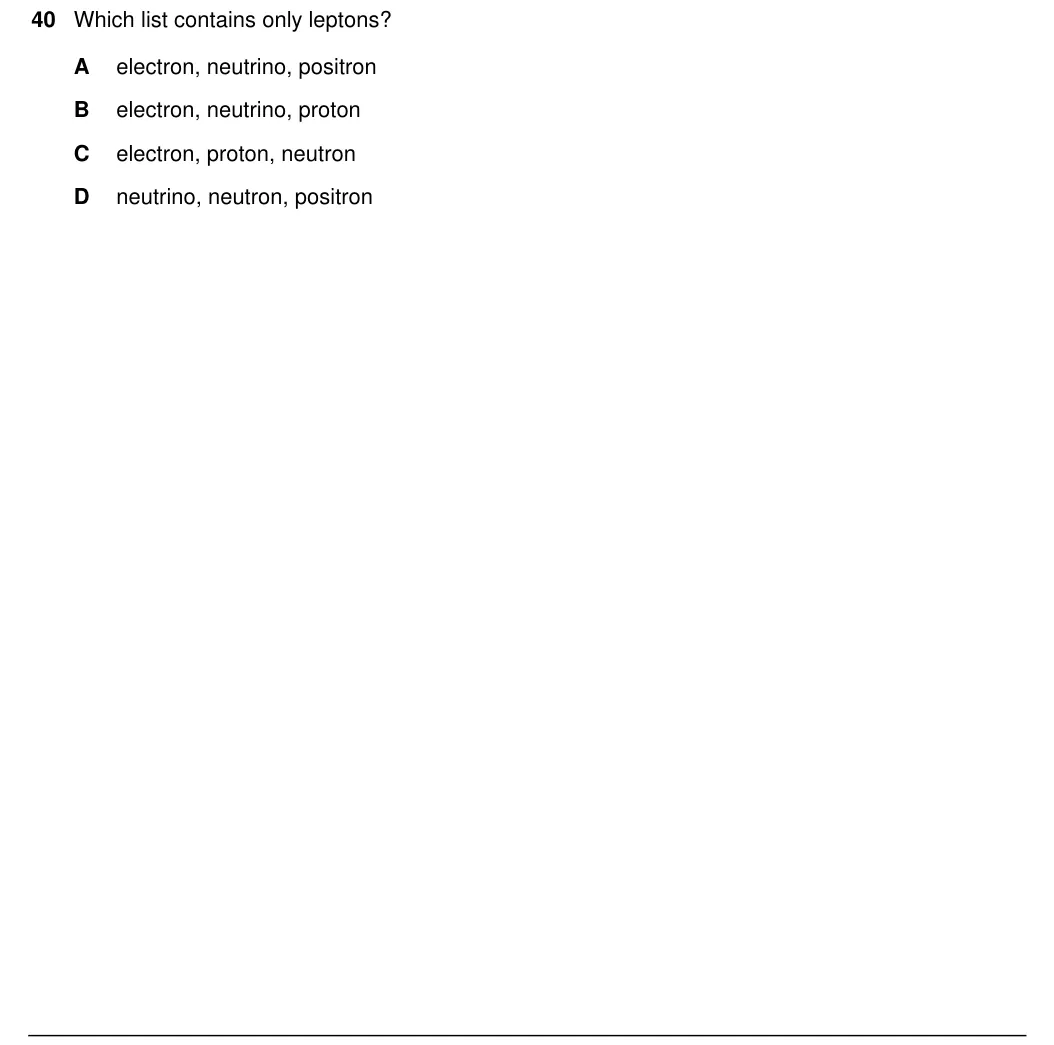 40 Which list contains only leptons?
A electron, neutrino, positron
B electron, neutrino, proton
C electron, proton, neutron
D neutrino, neutron, positron